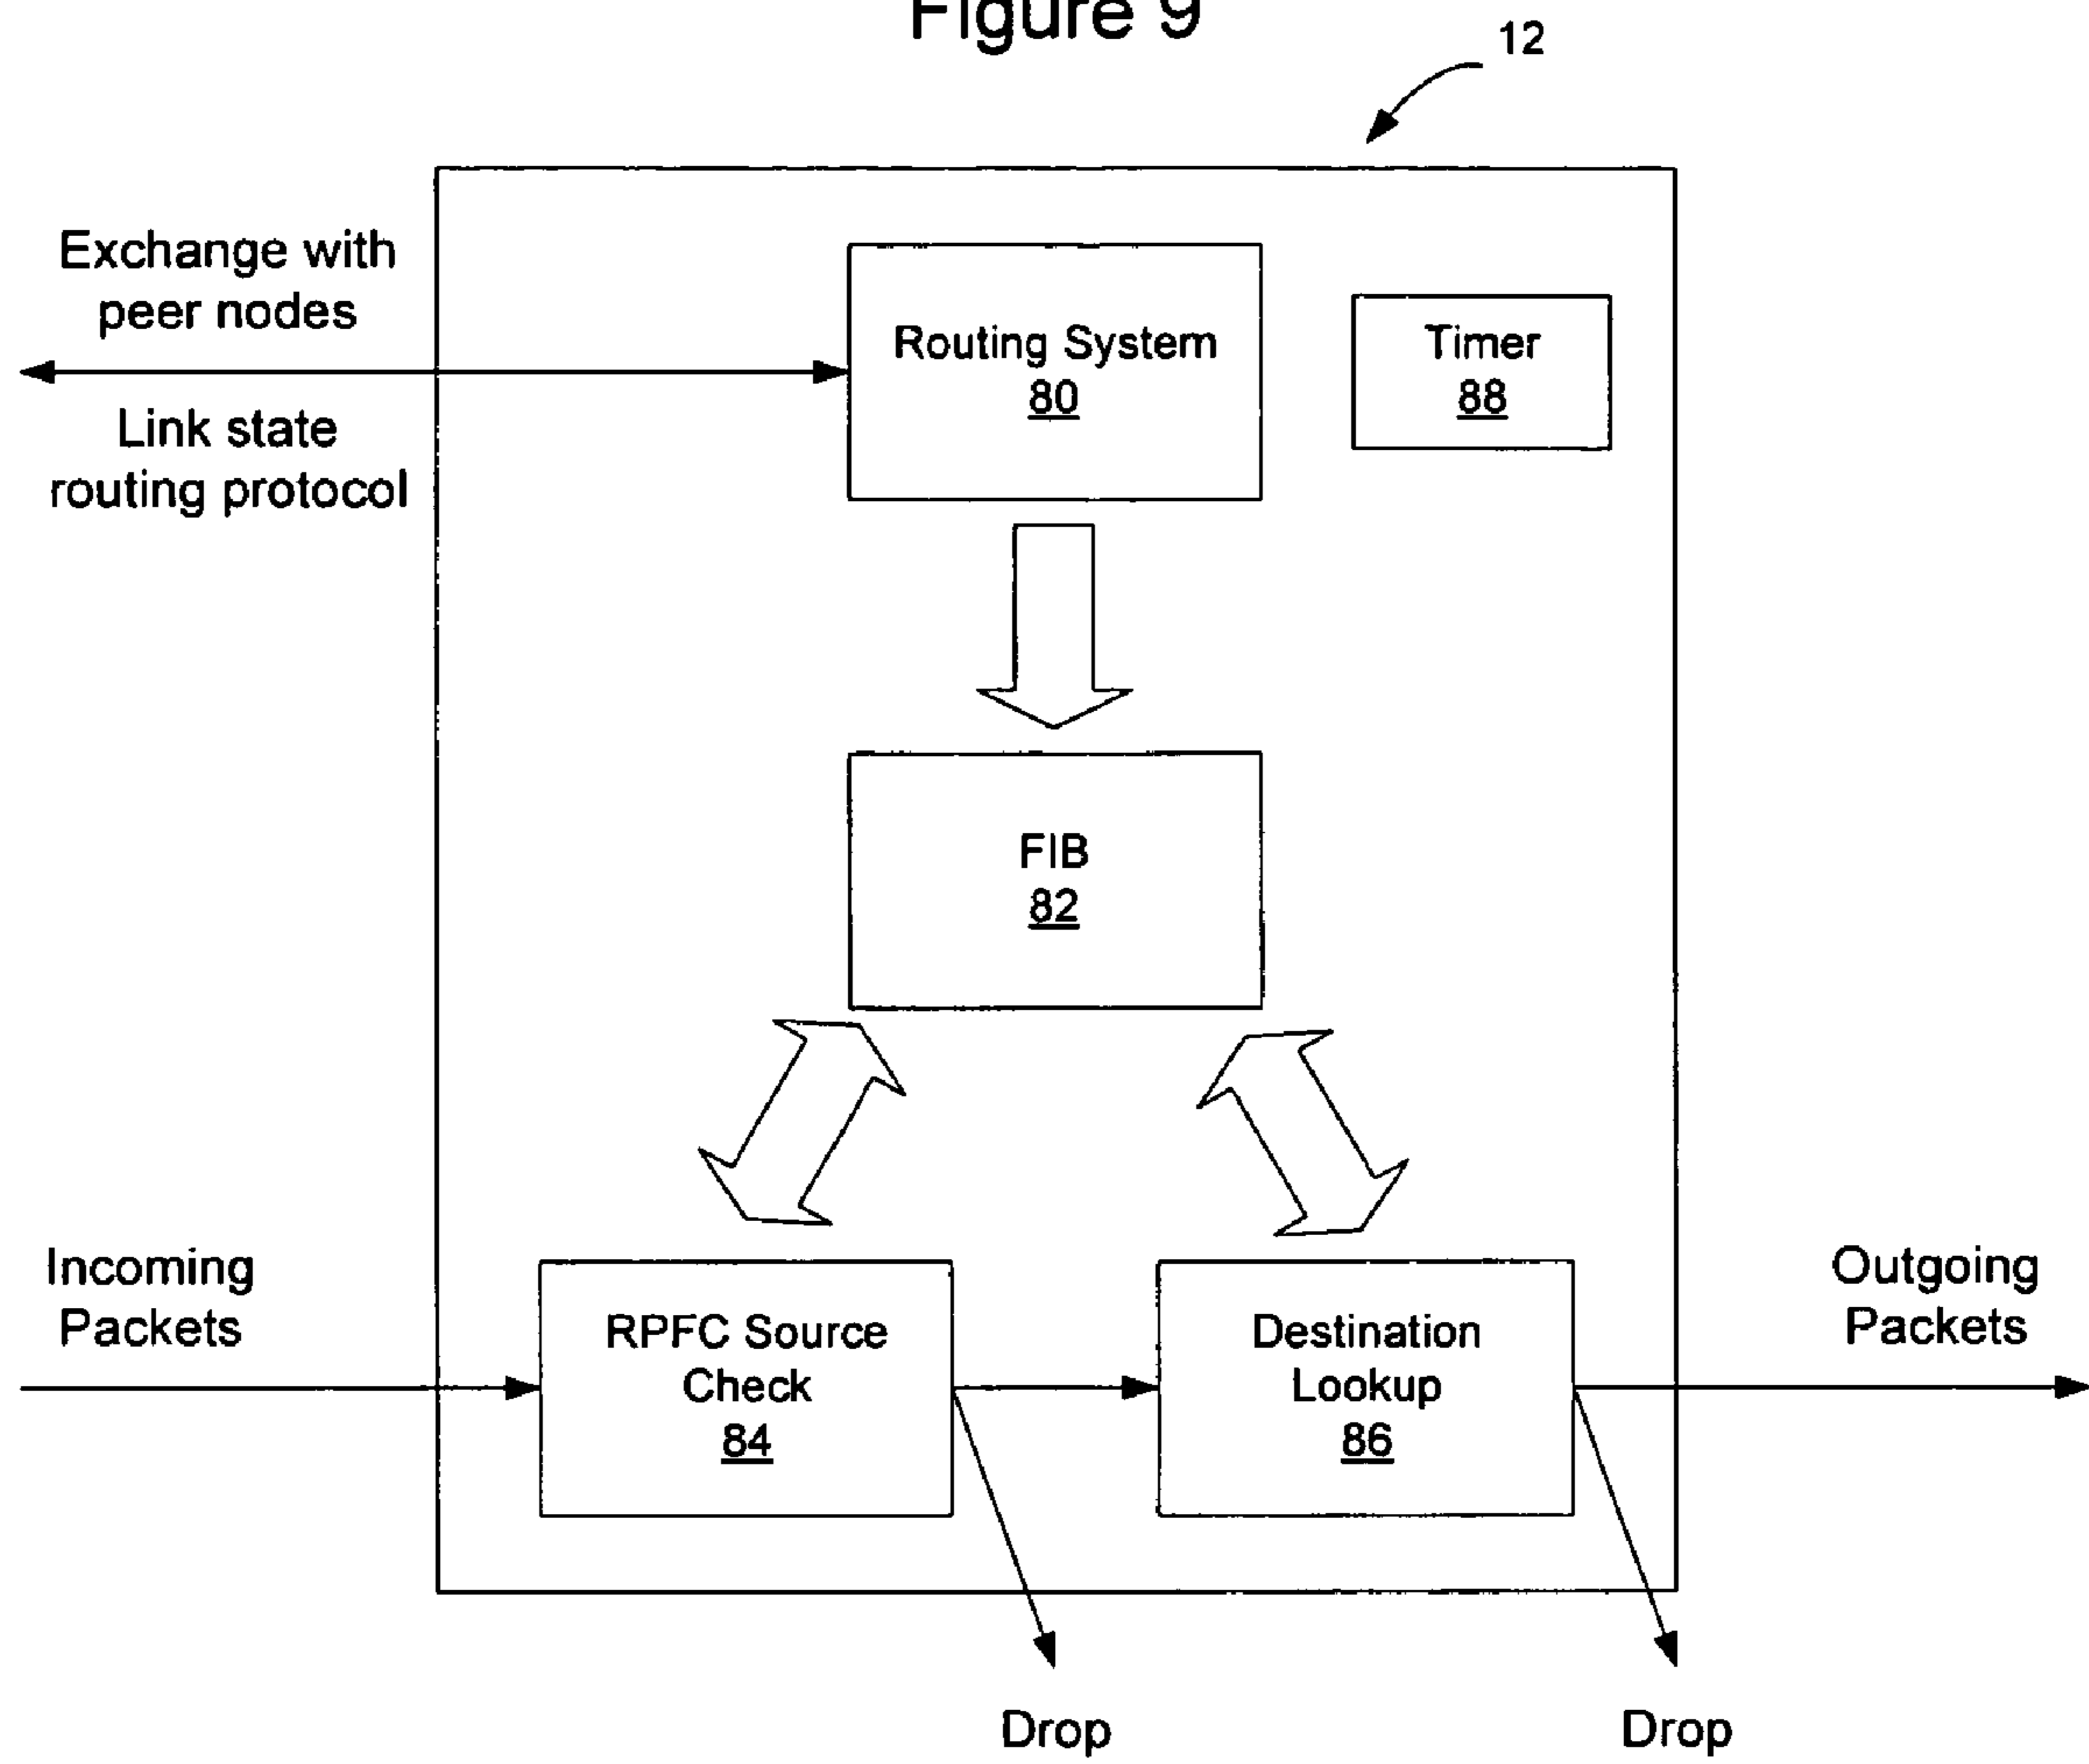 Figure 9
12
Exchange with
peer nodes
Link state
routing protocol
Routing System
80
Timer
88
FIB
82
Incoming
Packets
RPFC Source
Check
84
Destination
Lookup
86
Outgoing
Packets
Drop
Drop